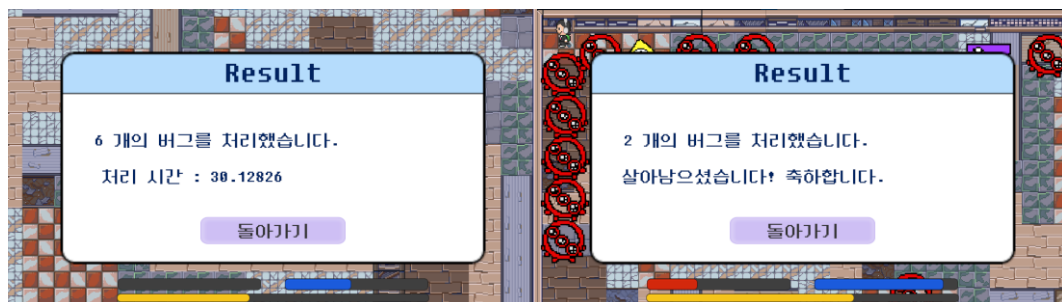 Result
6 개의 버그를 처리했습니다.
처리 시간 : 30.12826
돌아가기
Result
2 개의 버그를 처리했습니다.
살아남으셨습니다! 축하합니다.
돌아가기